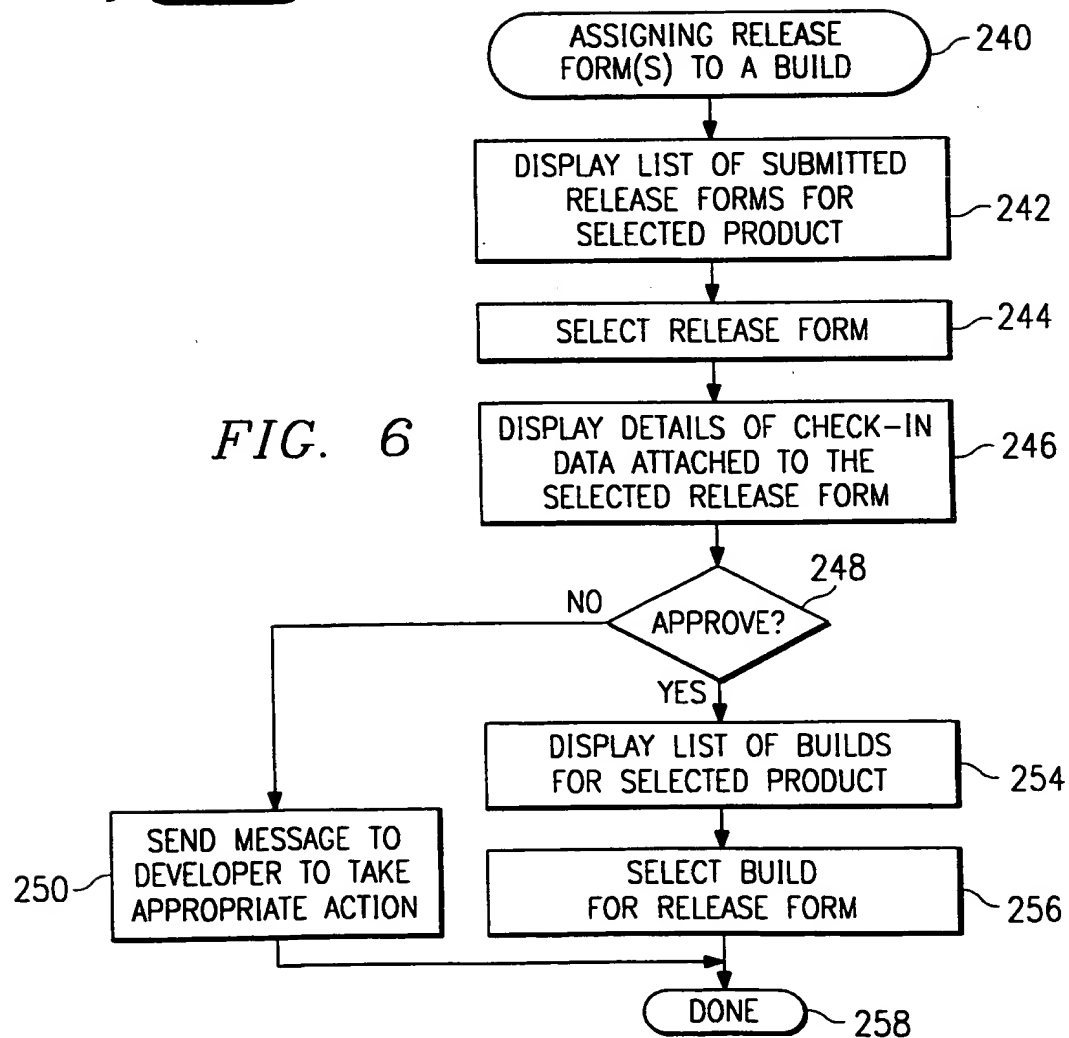 ASSIGNING RELEASE
FORM(S) TO A BUILD
240
DISPLAY LIST OF SUBMITTED
RELEASE FORMS FOR
SELECTED PRODUCT
242
SELECT RELEASE FORM
244
FIG. 6
DISPLAY DETAILS OF CHECK-IN
DATA ATTACHED TO THE
SELECTED RELEASE FORM
246
APPROVE?
248
NO
YES
DISPLAY LIST OF BUILDS
FOR SELECTED PRODUCT
254
SEND MESSAGE TO
DEVELOPER TO TAKE
APPROPRIATE ACTION
250
SELECT BUILD
FOR RELEASE FORM
256
DONE
258